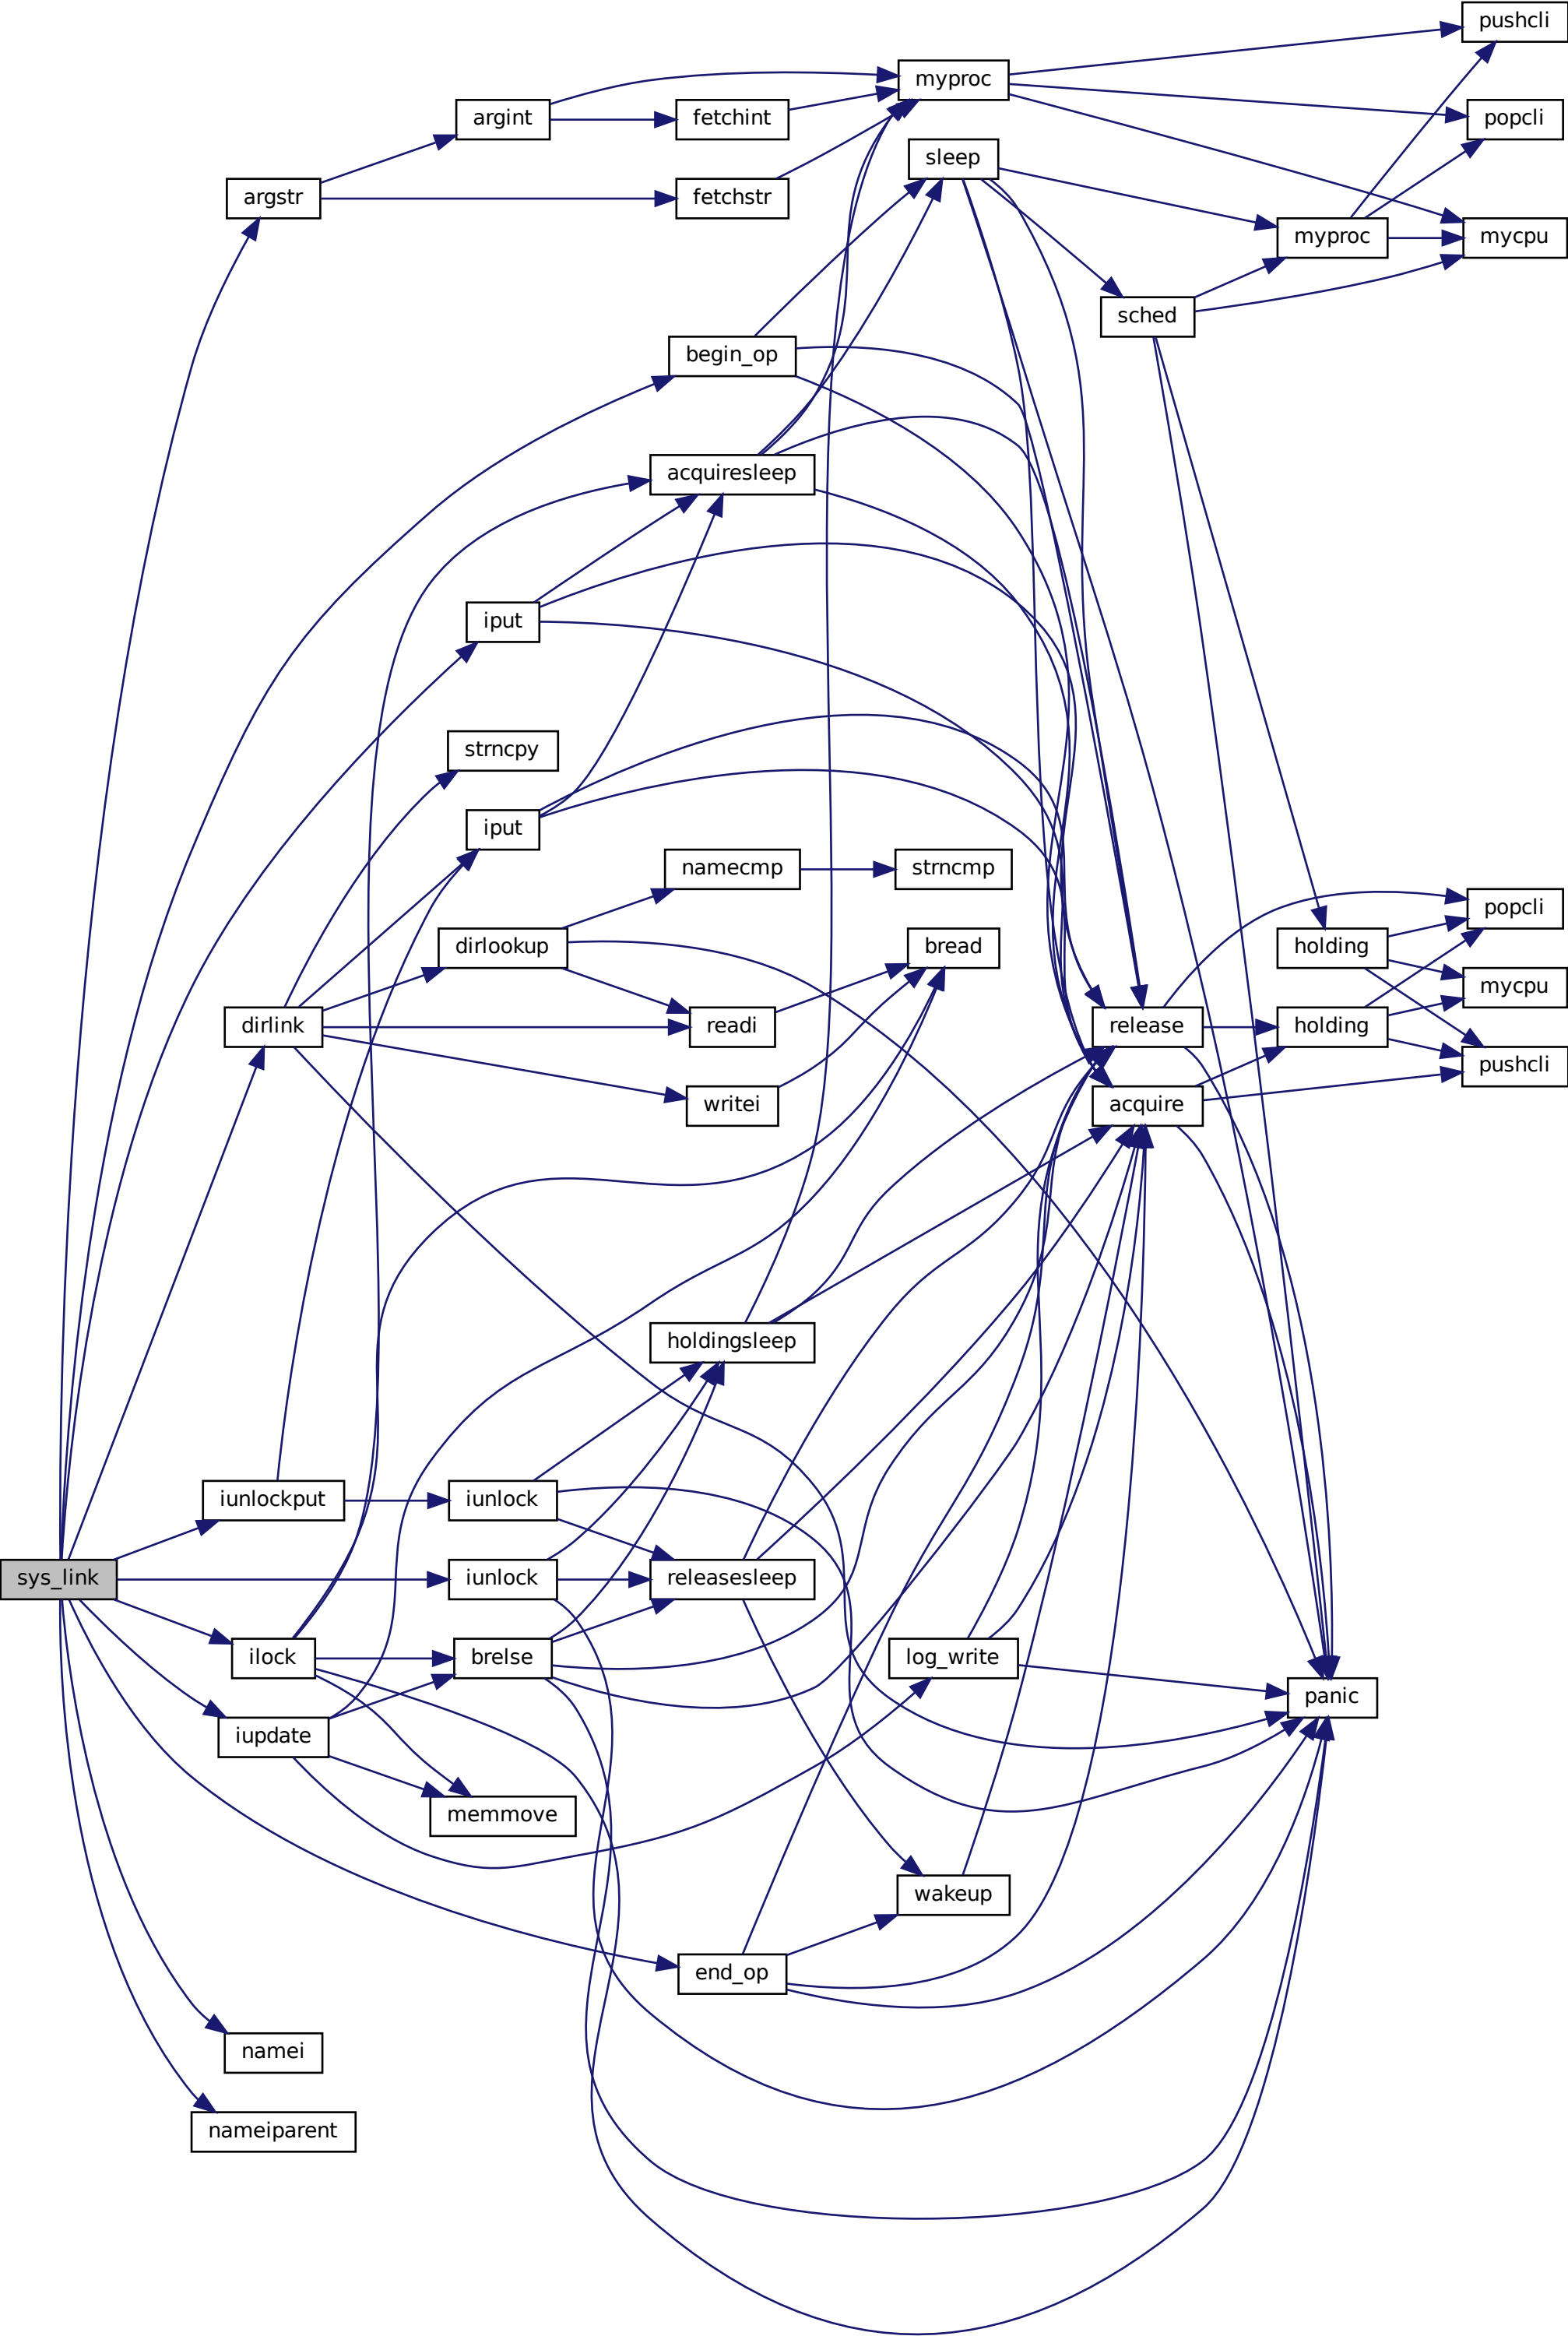 pushcli
myproc
argint
fetchint
popcli
sleep
argstr
fetchstr
myproc
mycpu
sched
begin_op
acquiresleep
iput
strncpy
iput
namecmp
strncmp
popcli
dirlookup
bread
holding
mycpu
dirlink
readi
release
holding
pushcli
writei
acquire
holdingsleep
iunlockput
iunlock
sys_link
iunlock
releasesleep
ilock
brelse
log_write
panic
iupdate
memmove
wakeup
end_op
namei
nameiparent